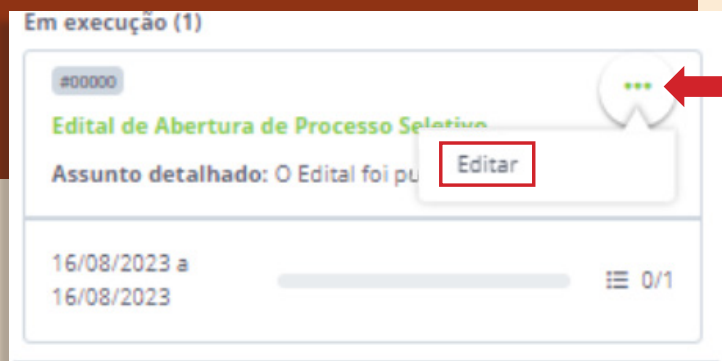 Em execução (1)
#00000
Edital de Abertura de Processo Seletivo
Assunto detalhado: O Edital foi pu
Editar
16/08/2023 a
16/08/2023
0/1